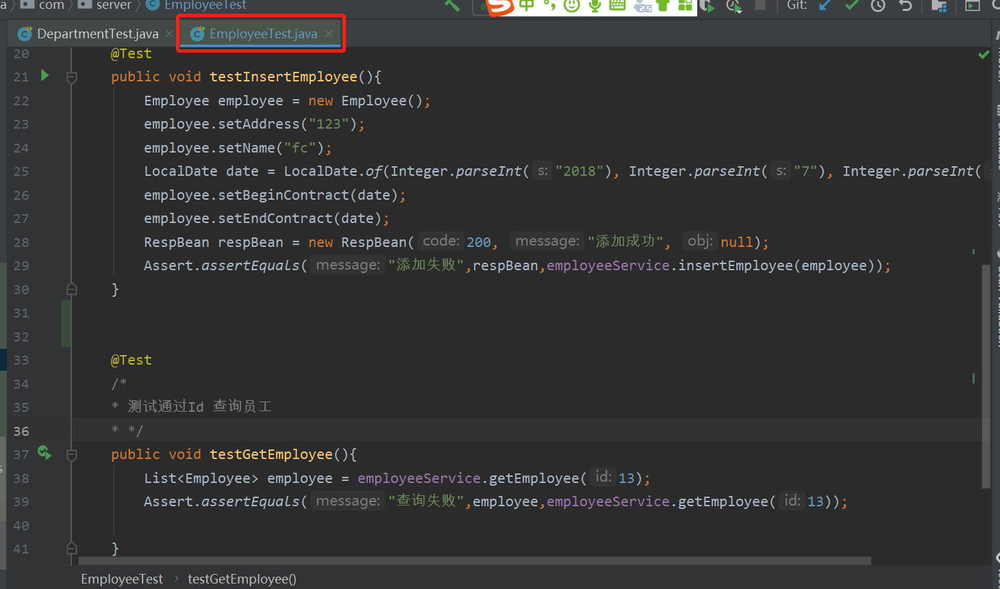 com server EmployeeTest 中 Git:
DepartmentTest.java EmployeeTest.java
20 @Test
21 public void testInsertEmployee(){
22 Employee employee = new Employee();
23 employee.setAddress("123");
24 employee.setName("fc");
25 LocalDate date = LocalDate.of(Integer.parseInt( s: "2018"), Integer.parseInt( s: "7"), Integer.parseInt(
26 employee.setBeginContract(date);
27 employee.setEndContract(date);
28 RespBean respBean = new RespBean( code: 200, message: "添加成功", obj: null);
29 Assert.assertEquals( message: "添加失败",respBean,employeeService.insertEmployee(employee));
30 }
31
32
33 @Test
34 /*
35 * 测试通过Id 查询员工
36 * */
37 public void testGetEmployee(){
38 List<Employee> employee = employeeService.getEmployee( id: 13);
39 Assert.assertEquals( message: "查询失败",employee,employeeService.getEmployee( id: 13));
40
41 }
EmployeeTest › testGetEmployee()